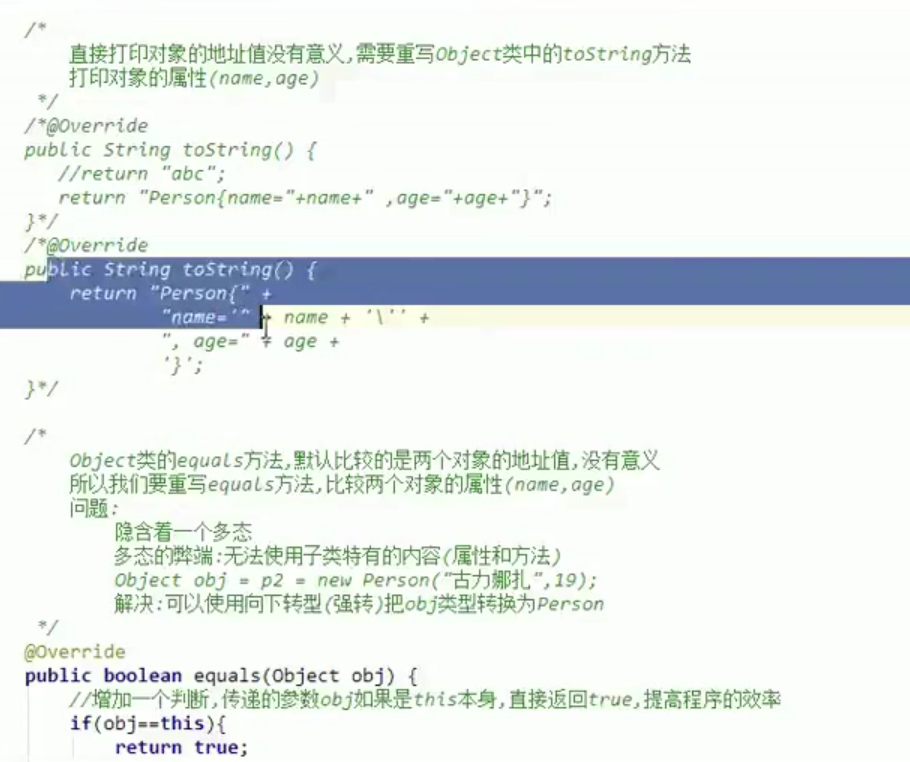 /*
直接打印对象的地址值没有意义,需要重写Object类中的toString方法
打印对象的属性(name,age)
*/
/*@Override
public String toString() {
//return "abc";
return "Person{name="+name+" ,age="+age+"}";
}*/
/*@Override
public String toString() {
return "Person{" +
"name='" + name + '\'' +
", age=" + age +
'}';
}*/
/*
Object类的equals方法,默认比较的是两个对象的地址值,没有意义
所以我们要重写equals方法,比较两个对象的属性(name,age)
问题:
隐含着一个多态
多态的弊端:无法使用子类特有的内容(属性和方法)
Object obj = p2 = new Person("古力娜扎",19);
解决:可以使用向下转型(强转)把obj类型转换为Person
*/
@Override
public boolean equals(Object obj) {
//增加一个判断,传递的参数obj如果是this本身,直接返回true,提高程序的效率
if(obj==this){
return true;